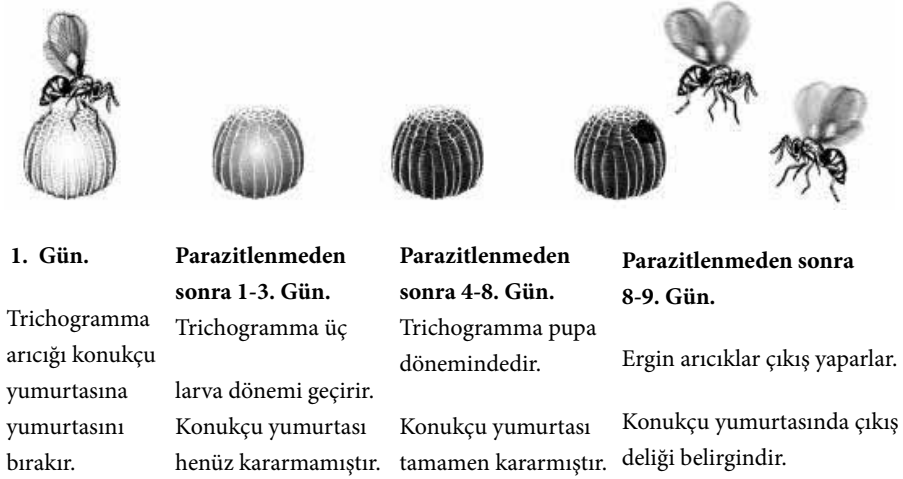 1. Gün.
Trichogramma
arıcığı konukçu
yumurtasına
yumurtasını
bırakır.
Parazitlenmeden
sonra 1-3. Gün.
Trichogramma üç
larva dönemi geçirir.
Konukçu yumurtası
henüz kararmamıştır.
Parazitlenmeden
sonra 4-8. Gün.
Trichogramma pupa
dönemindedir.
Konukçu yumurtası
tamamen kararmıştır.
Parazitlenmeden sonra
8-9. Gün.
Ergin arıcıklar çıkış yaparlar.
Konukçu yumurtasında çıkış
deliği belirgindir.